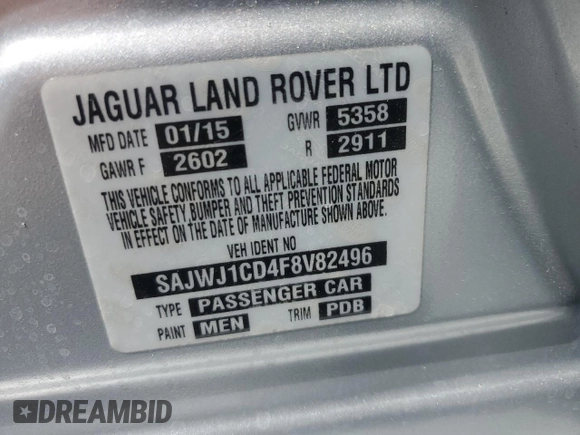 JAGUAR LAND ROVER LTD
MFD DATE 01/15 GVWR 5358
GAWR F 2602 R 2911
THIS VEHICLE CONFORMS TO ALL APPLICABLE FEDERAL MOTOR
VEHICLE SAFETY, BUMPER AND THEFT PREVENTION STANDARDS
IN EFFECT ON THE DATE OF MANUFACTURE SHOWN ABOVE.
VEH IDENT NO
SAJWJ1CD4F8V82496
TYPE PASSENGER CAR
PAINT MEN TRIM PDB
DREAMBID